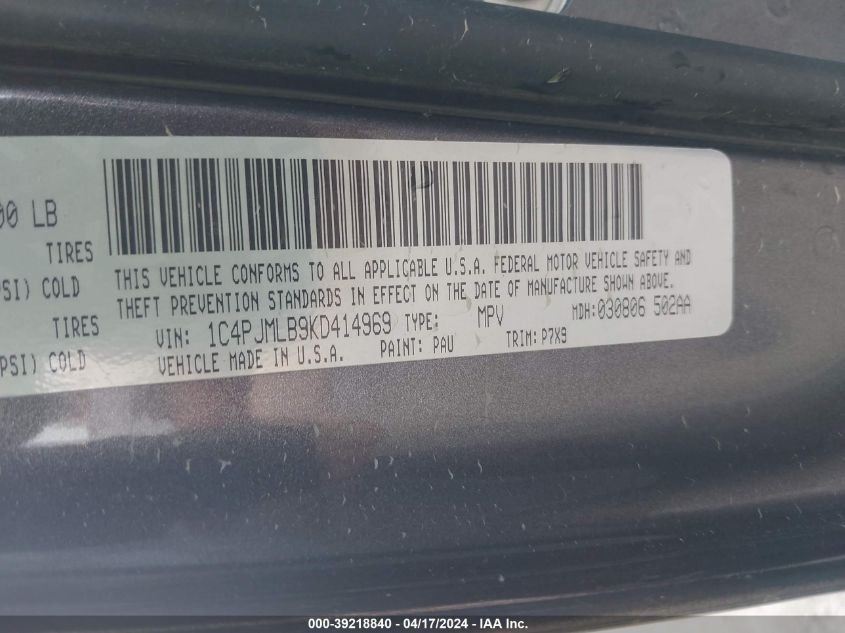 00 LB
TIRES
PSI) COLD
TIRES
PSI) COLD
THIS VEHICLE CONFORMS TO ALL APPLICABLE U.S.A. FEDERAL MOTOR VEHICLE SAFETY AND
THEFT PREVENTION STANDARDS IN EFFECT ON THE DATE OF MANUFACTURE SHOWN ABOVE.
VIN: 1C4PJMLB9KD414969 TYPE: MPV MDH:030806 502AA
VEHICLE MADE IN U.S.A. PAINT: PAU TRIM:P7X9
000-39218840 - 04/17/2024 - IAA Inc.